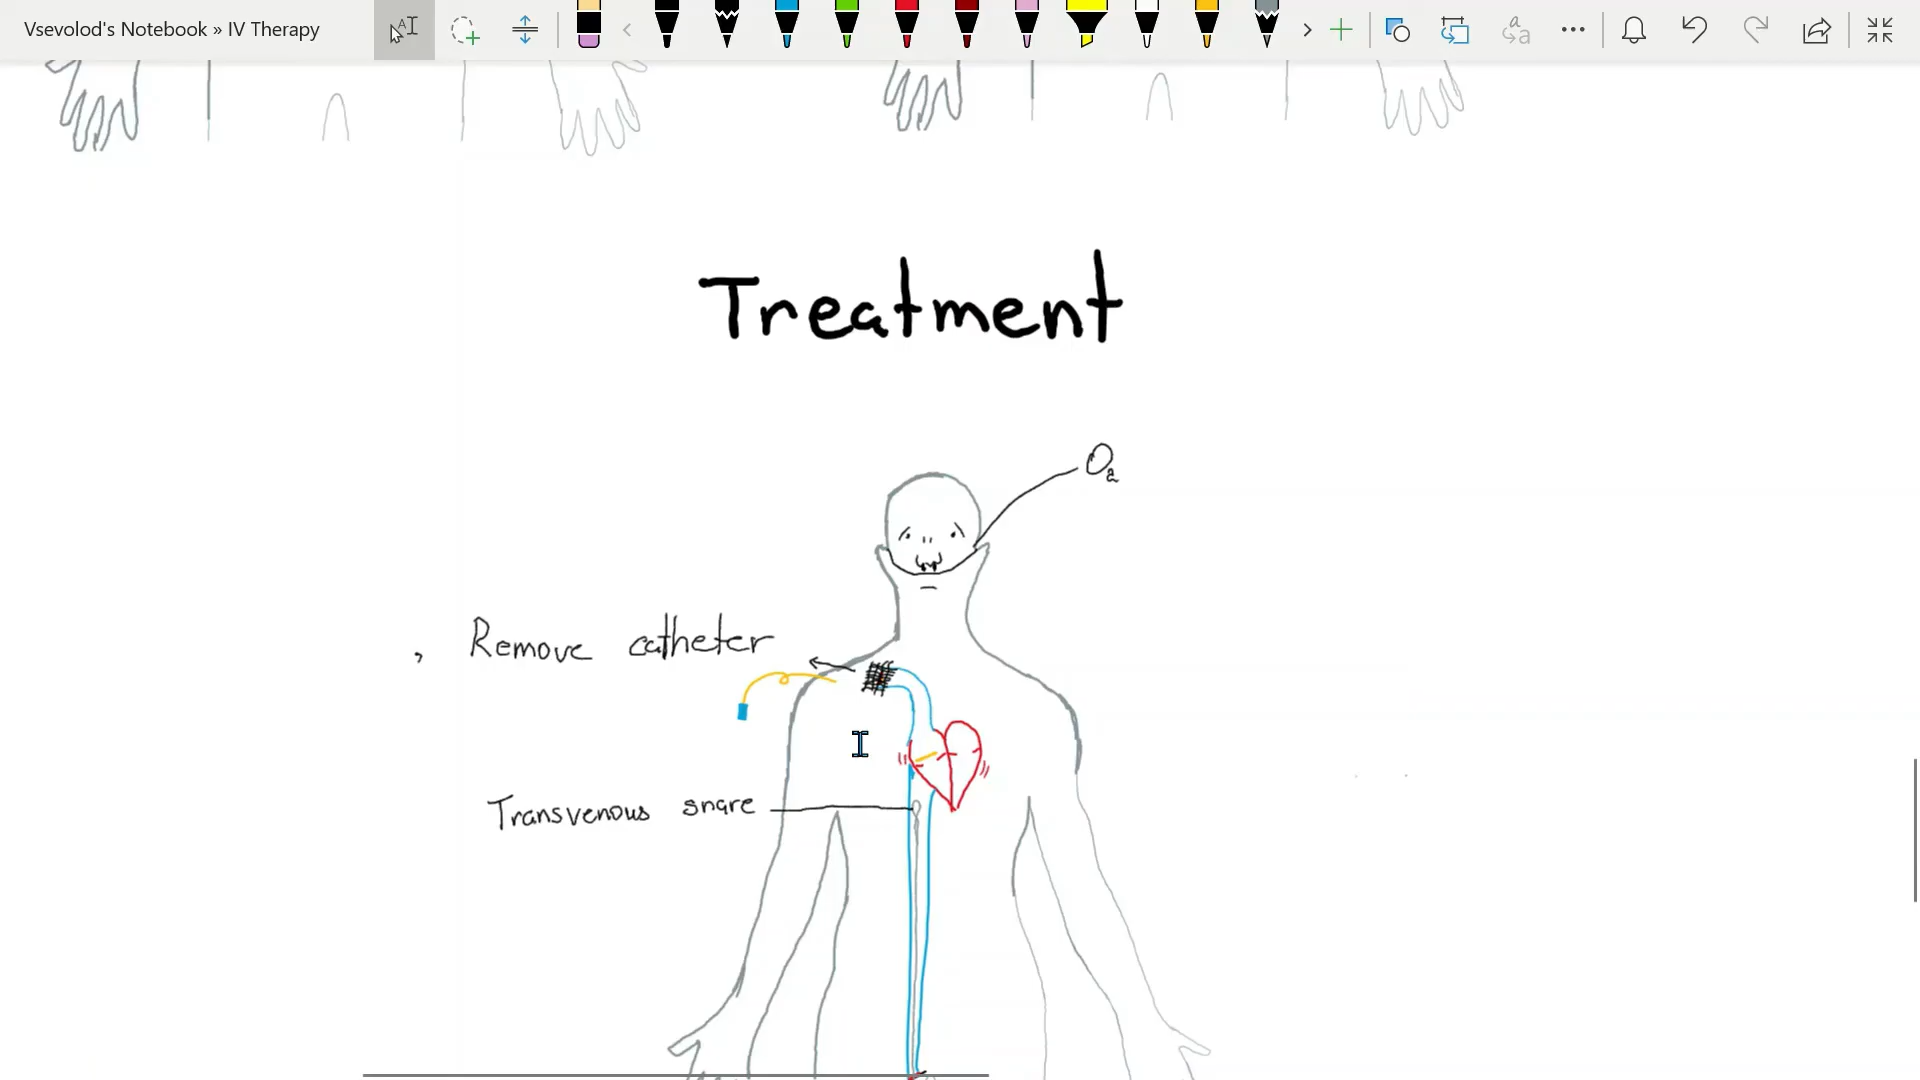 Vsevolod's Notebook » IV Therapy
Treatment
O₂
, Remove catheter
Transvenous snare